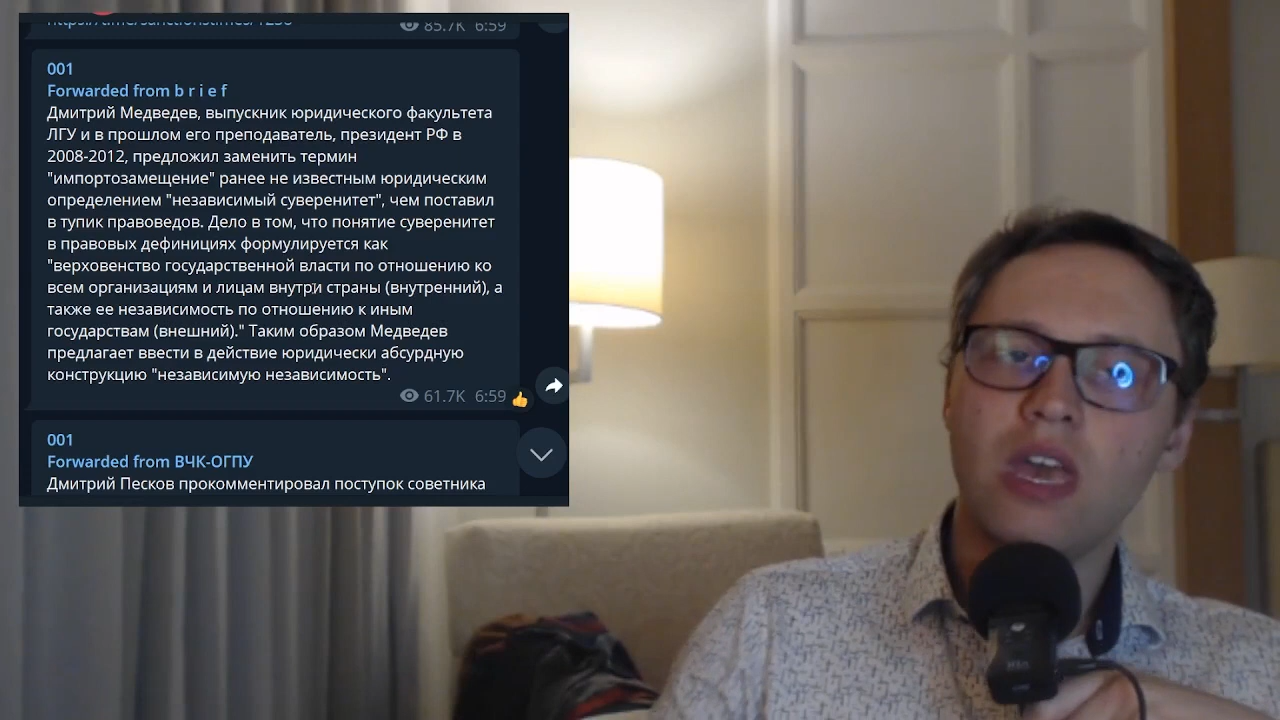 85.7K 6:59
001
Forwarded from b r i e f
Дмитрий Медведев, выпускник юридического факультета
ЛГУ и в прошлом его преподаватель, президент РФ в
2008-2012, предложил заменить термин
"импортозамещение" ранее не известным юридическим
определением "независимый суверенитет", чем поставил
в тупик правоведов. Дело в том, что понятие суверенитет
в правовых дефинициях формулируется как
"верховенство государственной власти по отношению ко
всем организациям и лицам внутри страны (внутренний), а
также ее независимость по отношению к иным
государствам (внешний)." Таким образом Медведев
предлагает ввести в действие юридически абсурдную
конструкцию "независимую независимость".
61.7K 6:59
001
Forwarded from ВЧК-ОГПУ
Дмитрий Песков прокомментировал поступок советника